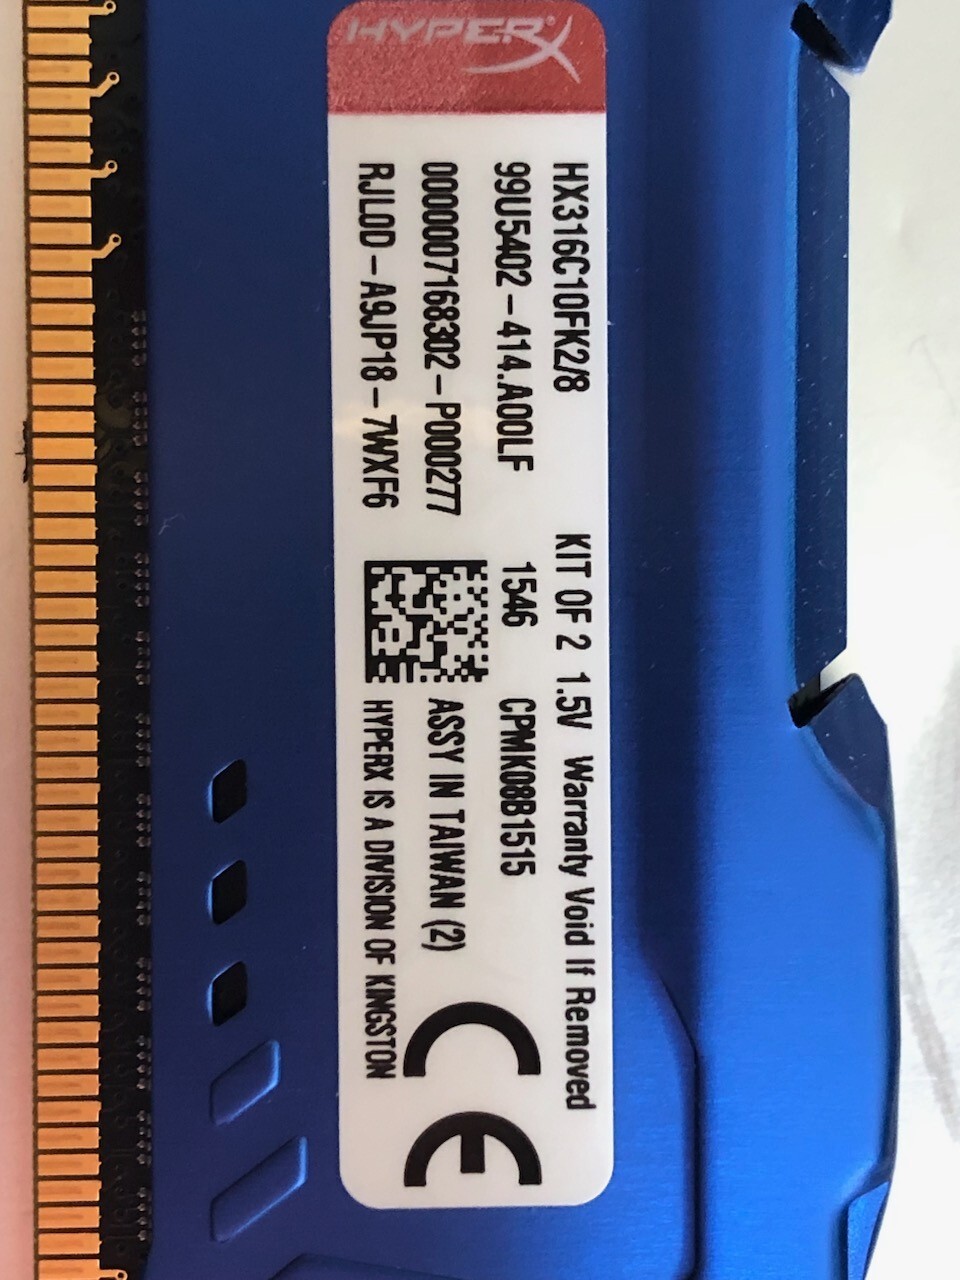 HYPERX
HX316C10FK2/8 KIT OF 2 1.5V Warranty Void If Removed
99U5402-414.A00LF 1546 CPMK08B1515
0000007168302-P000277 ASSY IN TAIWAN (2)
RJL0D-A9JP18-7WXF6 HYPERX IS A DIVISION OF KINGSTON
CE